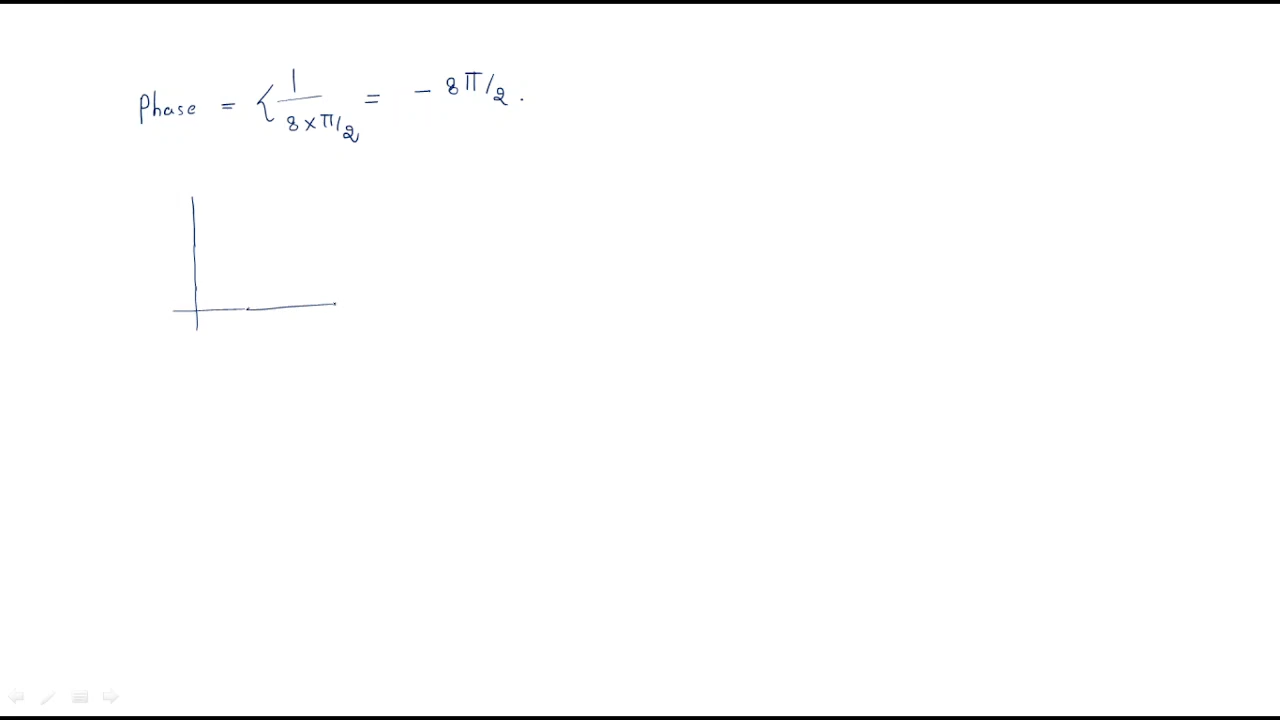 Phase = ∠ 1 / 8 × π/2 = - 8π/2 .